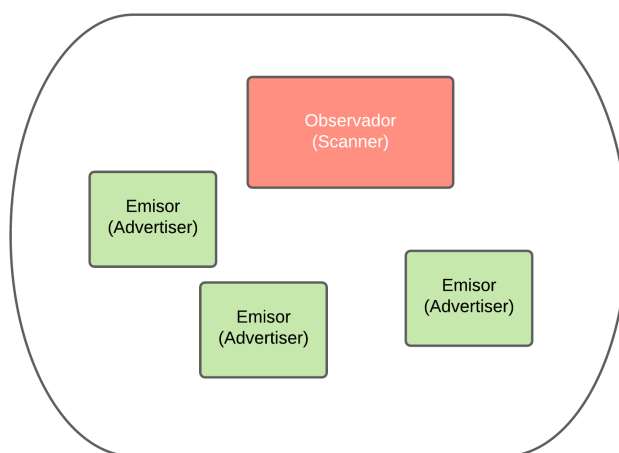 Observador
(Scanner)
Emisor
(Advertiser)
Emisor
(Advertiser)
Emisor
(Advertiser)